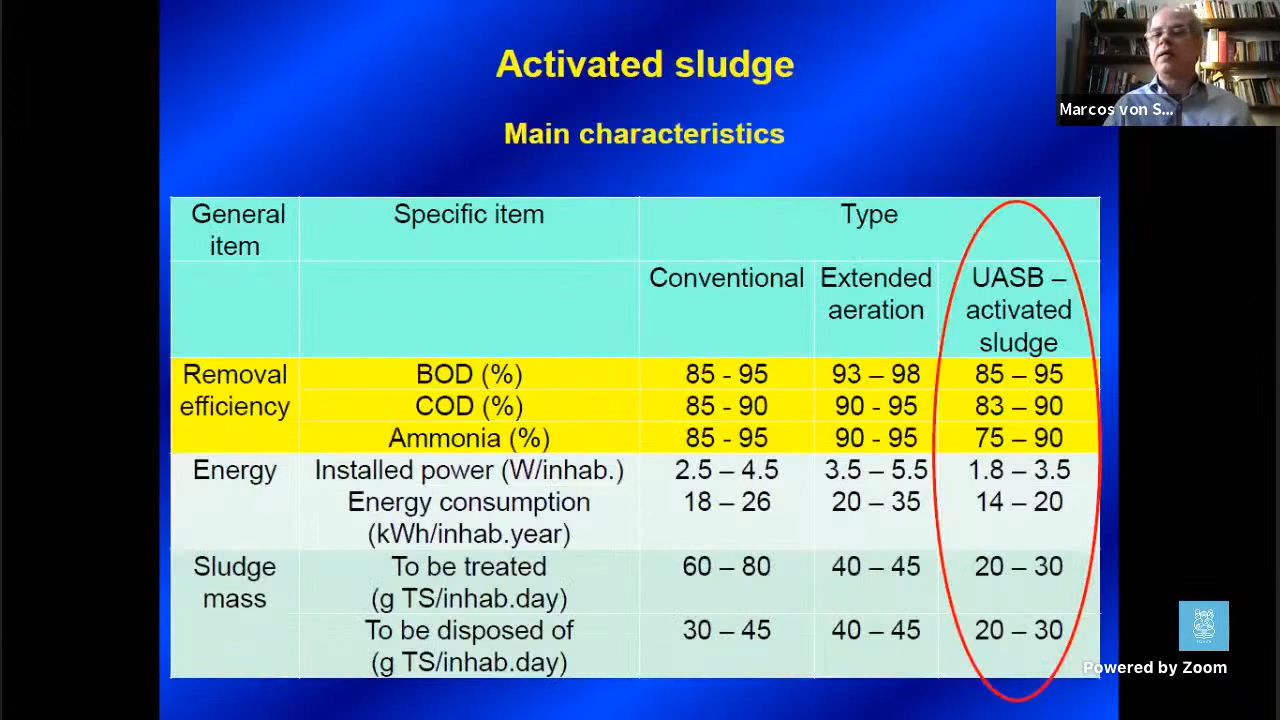 Activated sludge
Marcos von S...
Main characteristics
General item | Specific item | Type
Conventional | Extended aeration | UASB – activated sludge
Removal efficiency | BOD (%) | 85 - 95 | 93 – 98 | 85 – 95
COD (%) | 85 - 90 | 90 - 95 | 83 – 90
Ammonia (%) | 85 - 95 | 90 - 95 | 75 – 90
Energy | Installed power (W/inhab.) | 2.5 – 4.5 | 3.5 – 5.5 | 1.8 – 3.5
Energy consumption (kWh/inhab.year) | 18 – 26 | 20 – 35 | 14 – 20
Sludge mass | To be treated (g TS/inhab.day) | 60 – 80 | 40 – 45 | 20 – 30
To be disposed of (g TS/inhab.day) | 30 – 45 | 40 – 45 | 20 – 30
Powered by Zoom